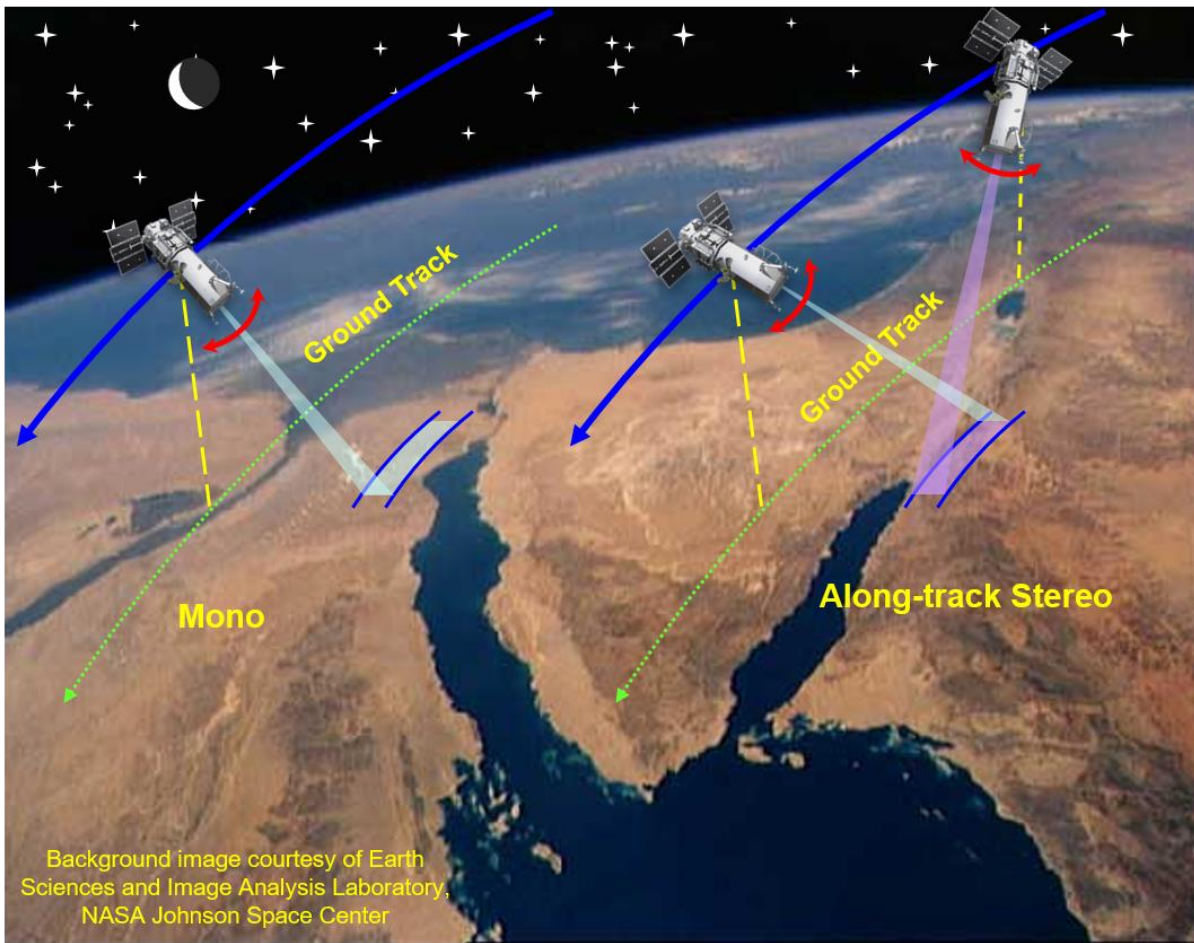 Ground Track
Ground Track
Mono
Along-track Stereo
Background image courtesy of Earth
Sciences and Image Analysis Laboratory,
NASA Johnson Space Center